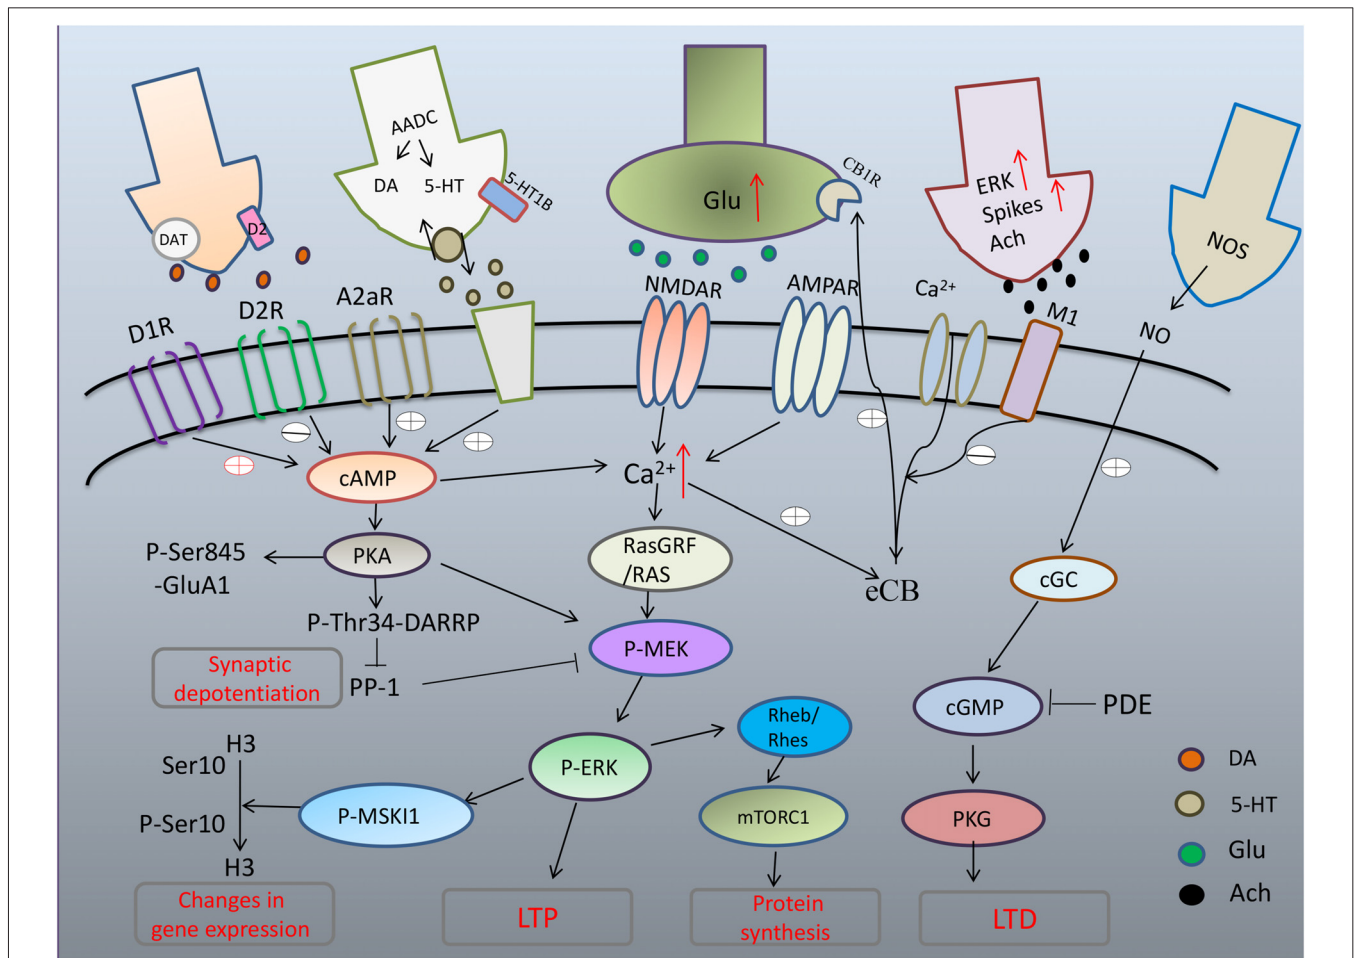 AADC
DA
5-HT
5-HT1B
DAT
D2
Glu
CB1R
ERK
Spikes
Ach
NOS
D1R
D2R
A2aR
NMDAR
AMPAR
Ca2+
M1
NO
cAMP
Ca2+
P-Ser845
-GluA1
PKA
RasGRF
/RAS
eCB
cGC
P-Thr34-DARRP
P-MEK
Synaptic
depotentiation
PP-1
cGMP
PDE
Rheb/
Rhes
H3
Ser10
P-Ser10
H3
P-MSKI1
P-ERK
mTORC1
PKG
DA
5-HT
Glu
Ach
Changes in
gene expression
LTP
Protein
synthesis
LTD